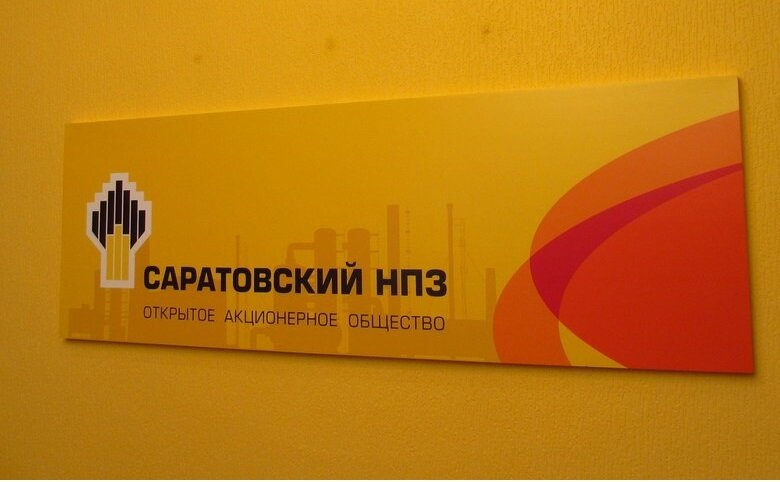 САРАТОВСКИЙ НПЗ
ОТКРЫТОЕ АКЦИОНЕРНОЕ ОБЩЕСТВО